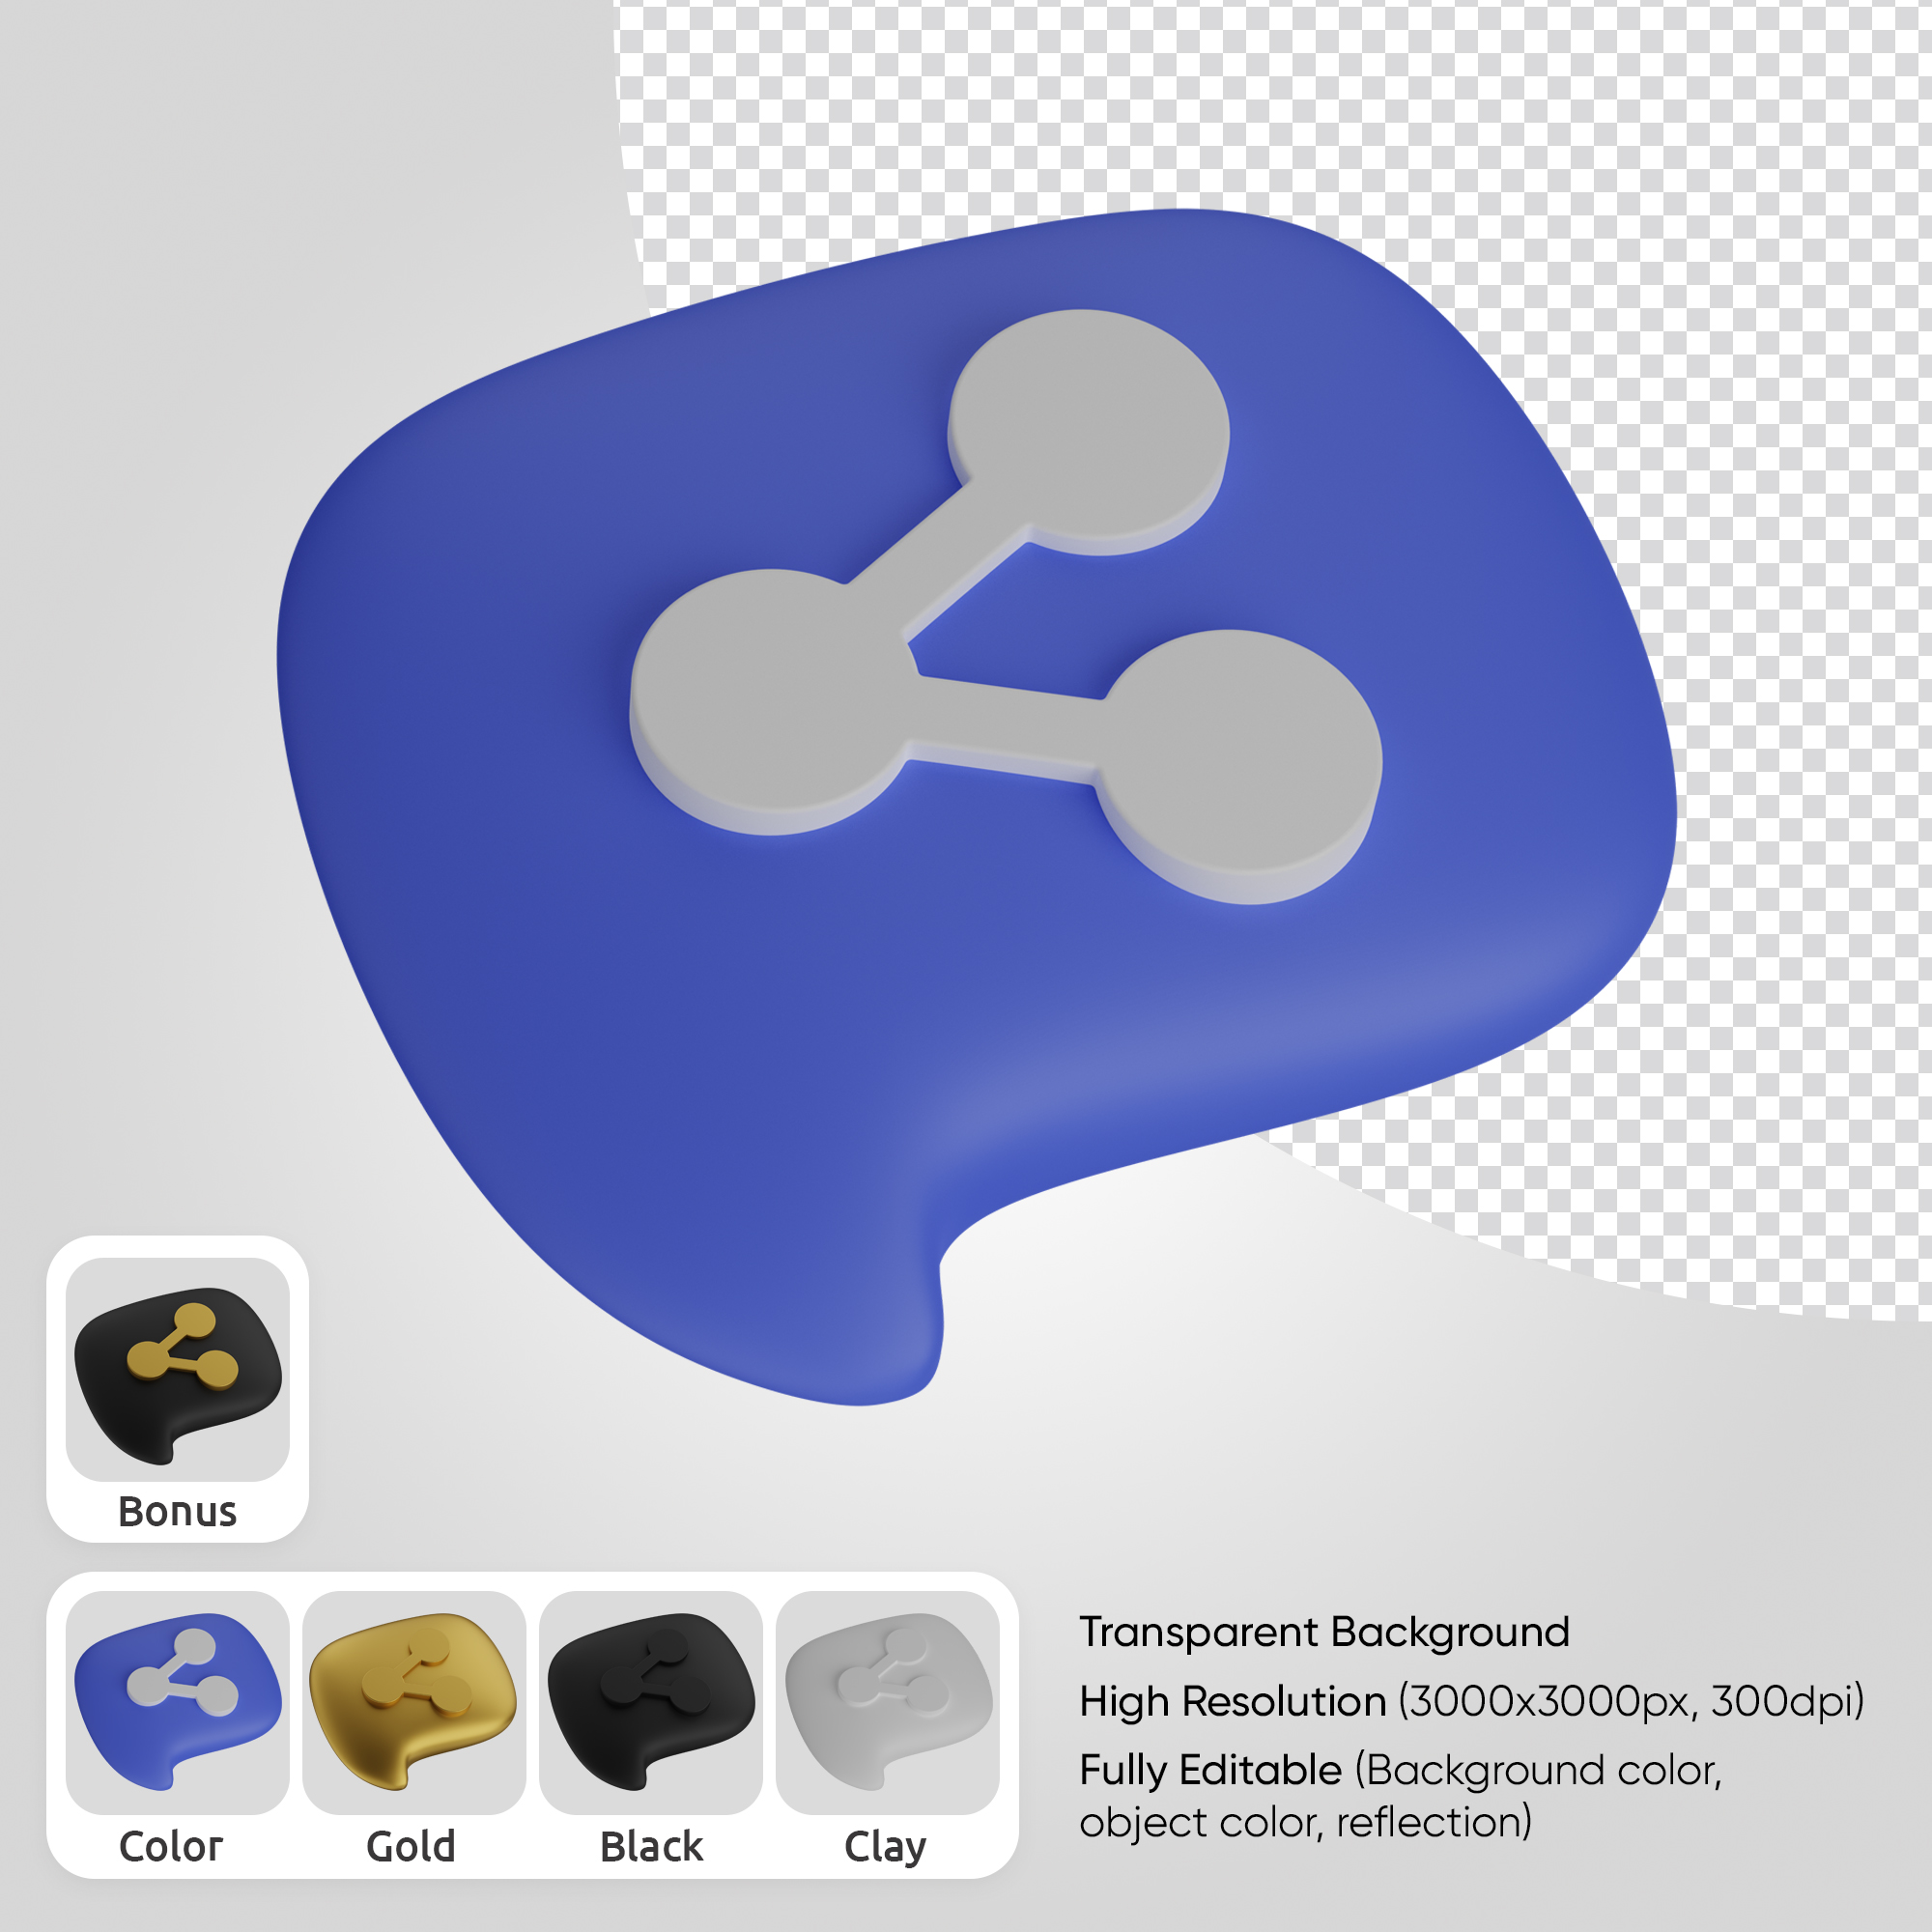 Bonus
Color
Gold
Black
Clay
Transparent Background
High Resolution (3000x3000px, 300dpi)
Fully Editable (Background color,
object color, reflection)